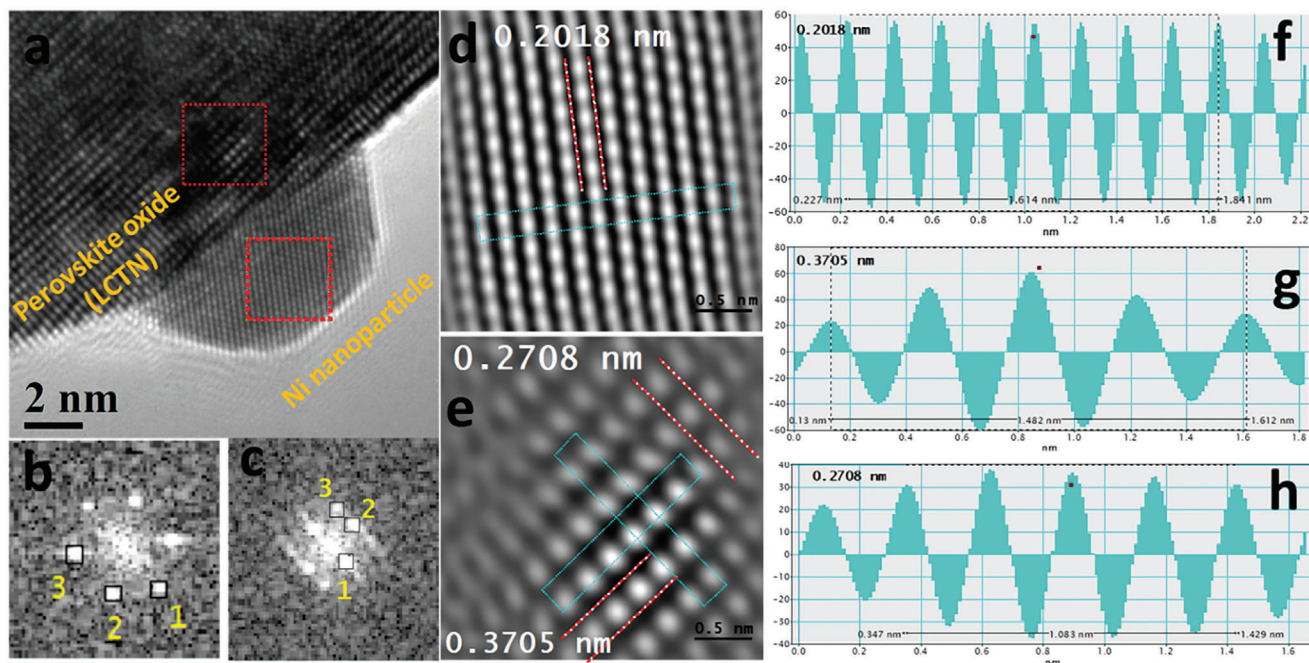 a
Perovskite oxide
(LCTN)
Ni nanoparticle
2 nm
b
3
2
1
c
3
2
1
d
0.2018 nm
0.5 nm
e
0.2708 nm
0.3705 nm
0.5 nm
f
0.2018 nm
60
40
20
0
-20
-40
60
0.227 nm
1.614 nm
1.841 nm
0.0 0.2 0.4 0.6 0.8 1.0 1.2 1.4 1.6 1.8 2.0 2.2
nm
g
0.3705 nm
80
60
40
20
0
-20
-40
-60
0.13 nm
1.482 nm
1.612 nm
0.0 0.2 0.4 0.6 0.8 1.0 1.2 1.4 1.6 1.8
nm
h
0.2708 nm
40
30
20
10
0
-10
-20
-30
-40
0.347 nm
1.083 nm
1.429 nm
0.0 0.2 0.4 0.6 0.8 1.0 1.2 1.4 1.6
nm